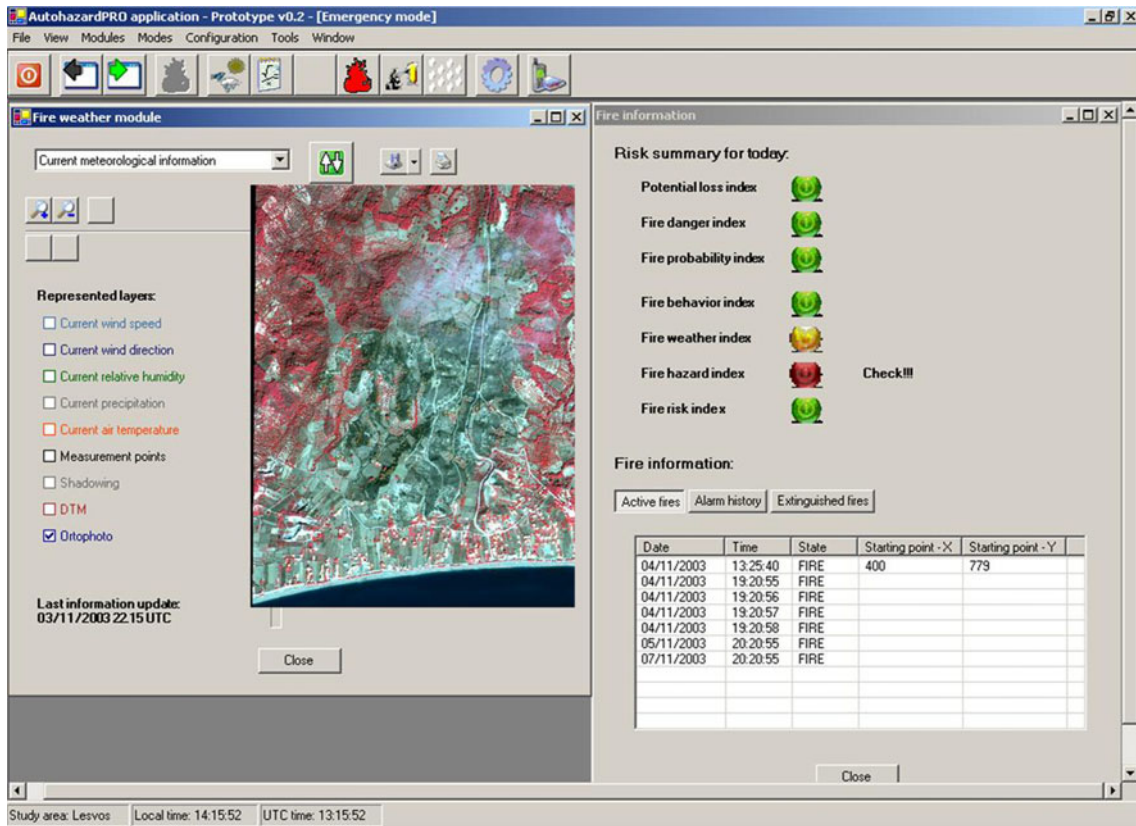 AutohazardPRO application - Prototype v0.2 - [Emergency mode]
File View Modules Modes Configuration Tools Window
Fire weather module
Current meteorological information
Represented layers:
Current wind speed
Current wind direction
Current relative humidity
Current precipitation
Current air temperature
Measurement points
Shadowing
DTM
Ortophoto
Last information update:
03/11/2003 22.15 UTC
Close
Fire information
Risk summary for today:
Potential loss index
Fire danger index
Fire probability index
Fire behavior index
Fire weather index
Fire hazard index Check!!!
Fire risk index
Fire information:
Active fires Alarm history Extinguished fires
Date Time State Starting point - X Starting point - Y
04/11/2003 13:25:40 FIRE 400 779
04/11/2003 19:20:55 FIRE
04/11/2003 19:20:56 FIRE
04/11/2003 19:20:57 FIRE
04/11/2003 19:20:58 FIRE
05/11/2003 20:20:55 FIRE
07/11/2003 20:20:55 FIRE
Close
Study area: Lesvos Local time: 14:15:52 UTC time: 13:15:52